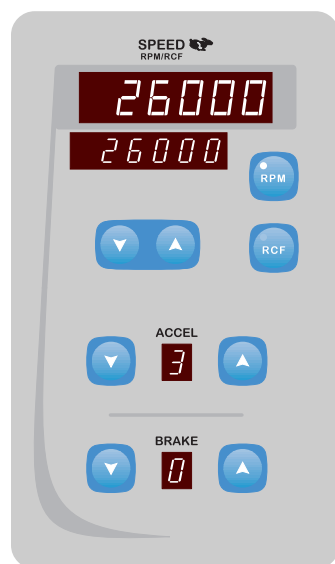 SPEED
RPM/RCF
26000
26000
RPM
RCF
ACCEL
3
BRAKE
0